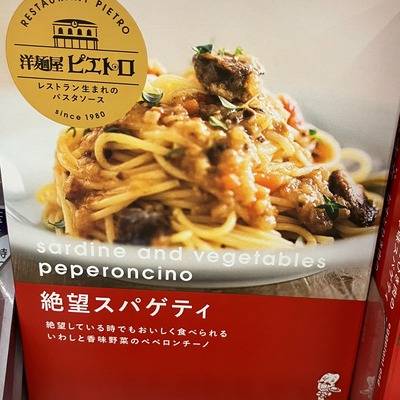 RESTAURANT PIETRO
洋麺屋 ピエトロ
レストラン生まれの
パスタソース
since 1980
sardine and vegetables
peperoncino
絶望スパゲティ
絶望している時でもおいしく食べられる
いわしと香味野菜のペペロンチーノ